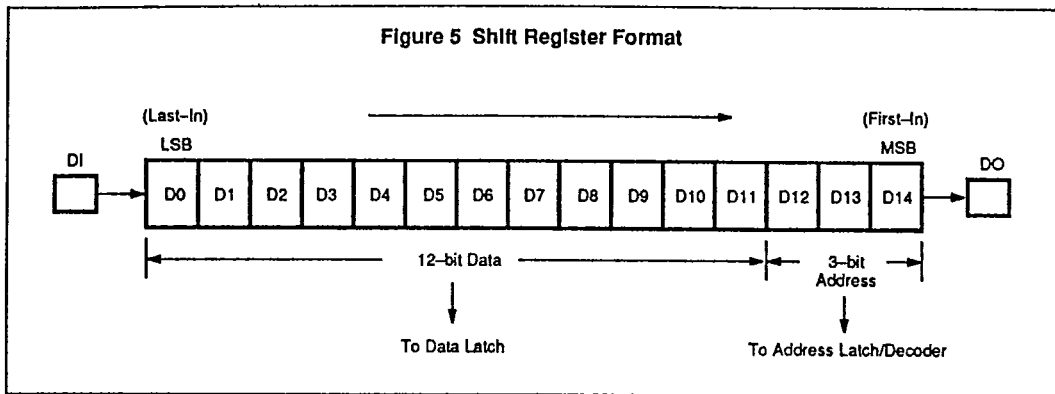 Figure 5 Shift Register Format
(Last–In)
(First–In)
LSB
MSB
DI
DO
D0 D1 D2 D3 D4 D5 D6 D7 D8 D9 D10 D11 D12 D13 D14
12–bit Data
3–bit
Address
To Data Latch
To Address Latch/Decoder